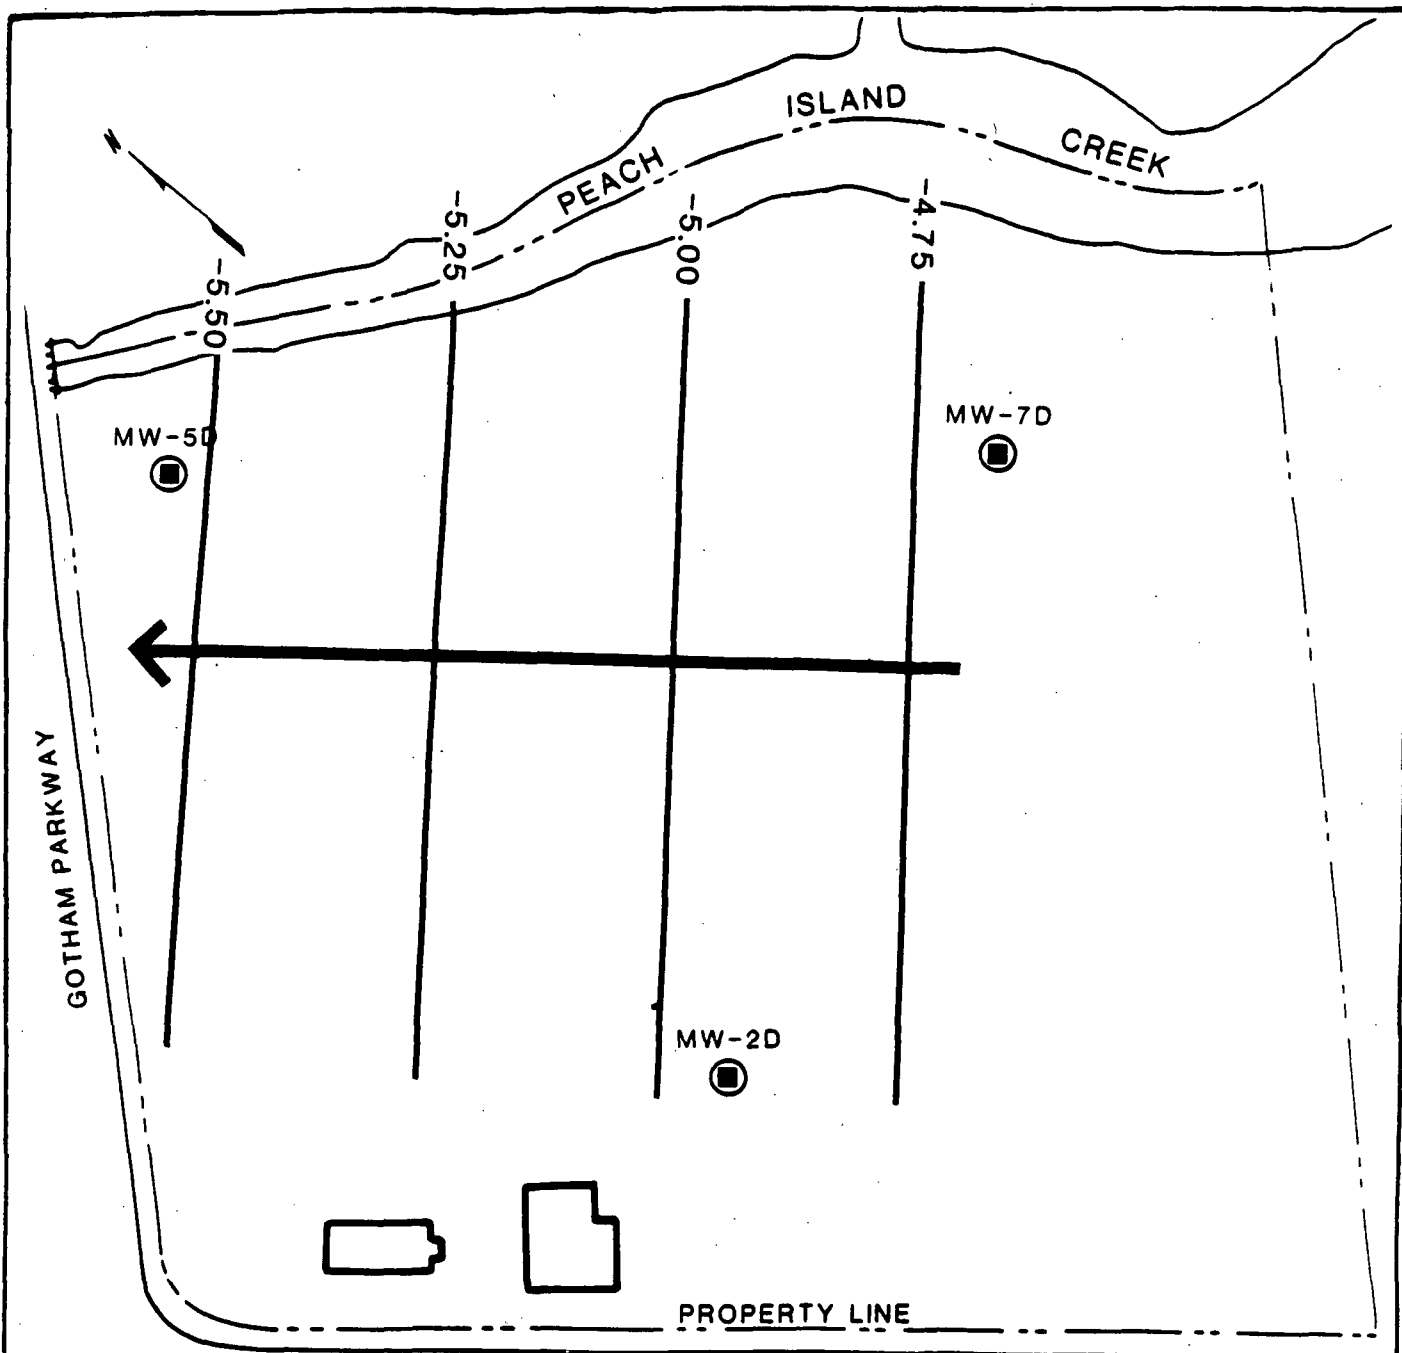 ISLAND
CREEK
PEACH
N
-5.50
-5.25
-5.00
-4.75
MW-5D
MW-7D
GOTHAM PARKWAY
MW-2D
PROPERTY LINE